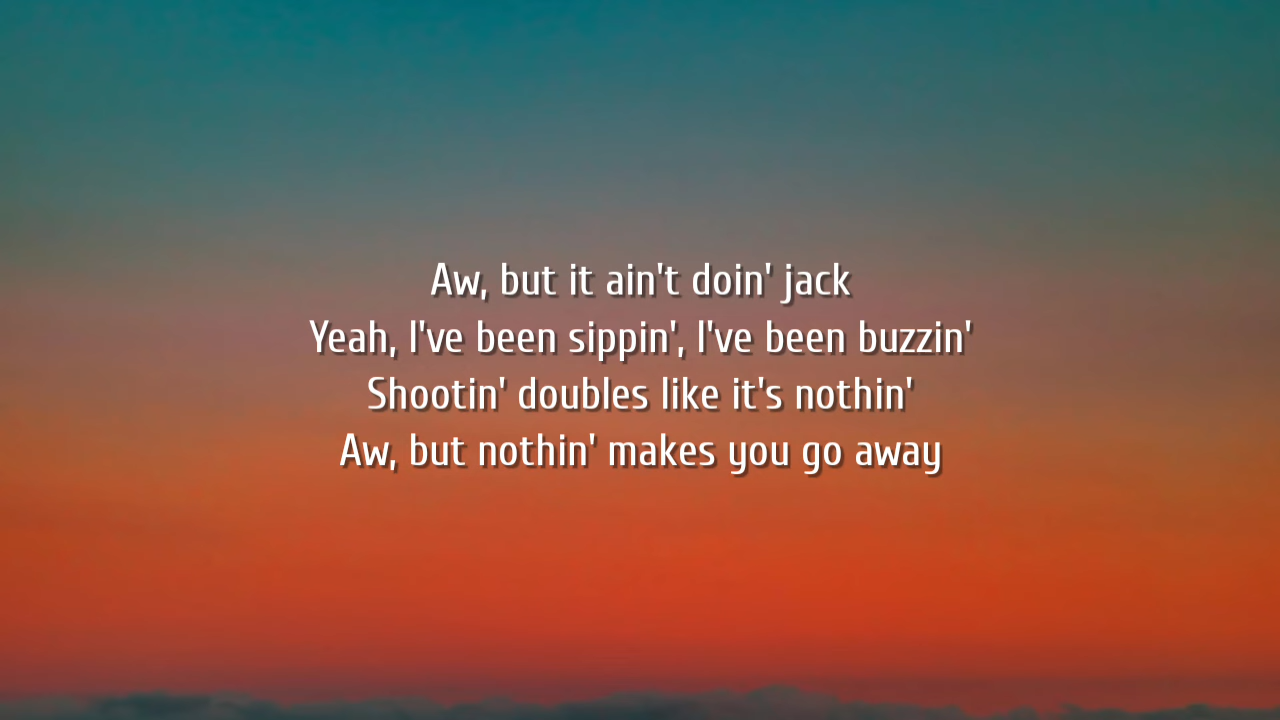 Aw, but it ain't doin' jack
Yeah, I've been sippin', I've been buzzin'
Shootin' doubles like it's nothin'
Aw, but nothin' makes you go away